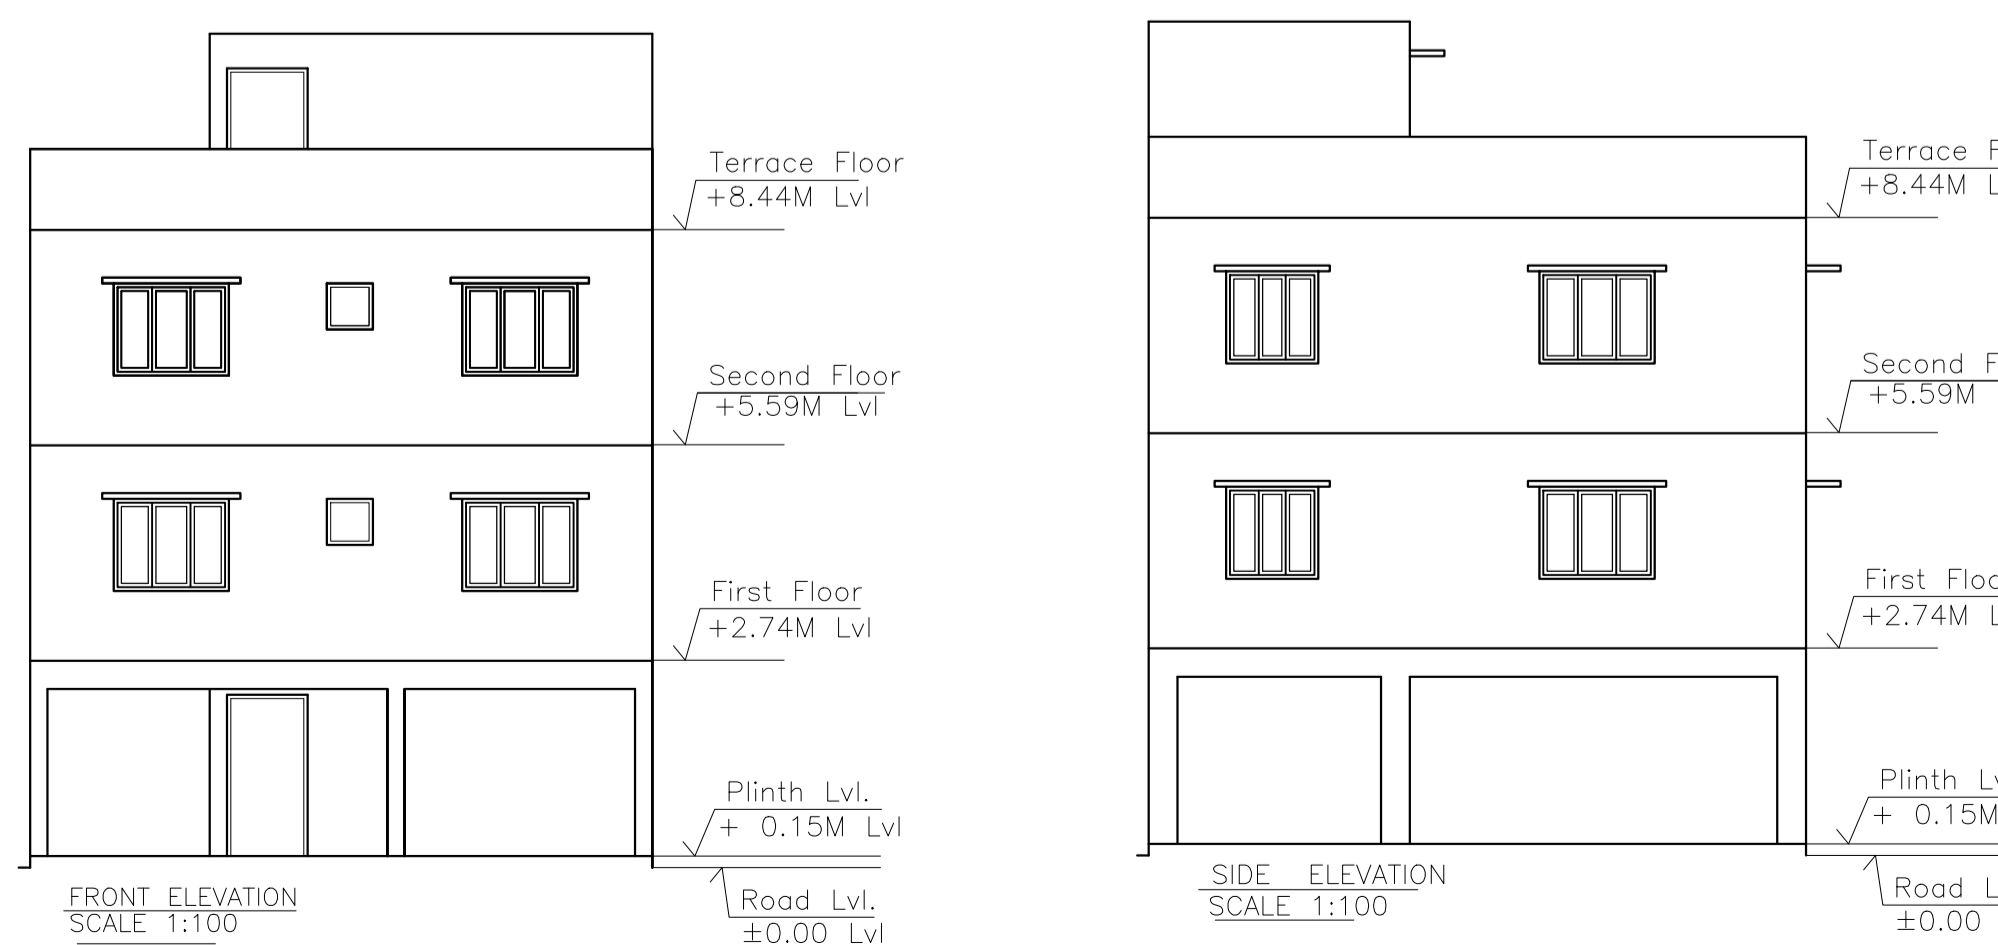 Terrace Floor
+8.44M Lvl
Second Floor
+5.59M Lvl
First Floor
+2.74M Lvl
Plinth Lvl.
+ 0.15M Lvl
Road Lvl.
±0.00 Lvl
FRONT ELEVATION
SCALE 1:100
Terrace F
+8.44M L
Second F
+5.59M
First Floo
+2.74M L
Plinth Lv
+ 0.15M
Road L
±0.00
SIDE ELEVATION
SCALE 1:100